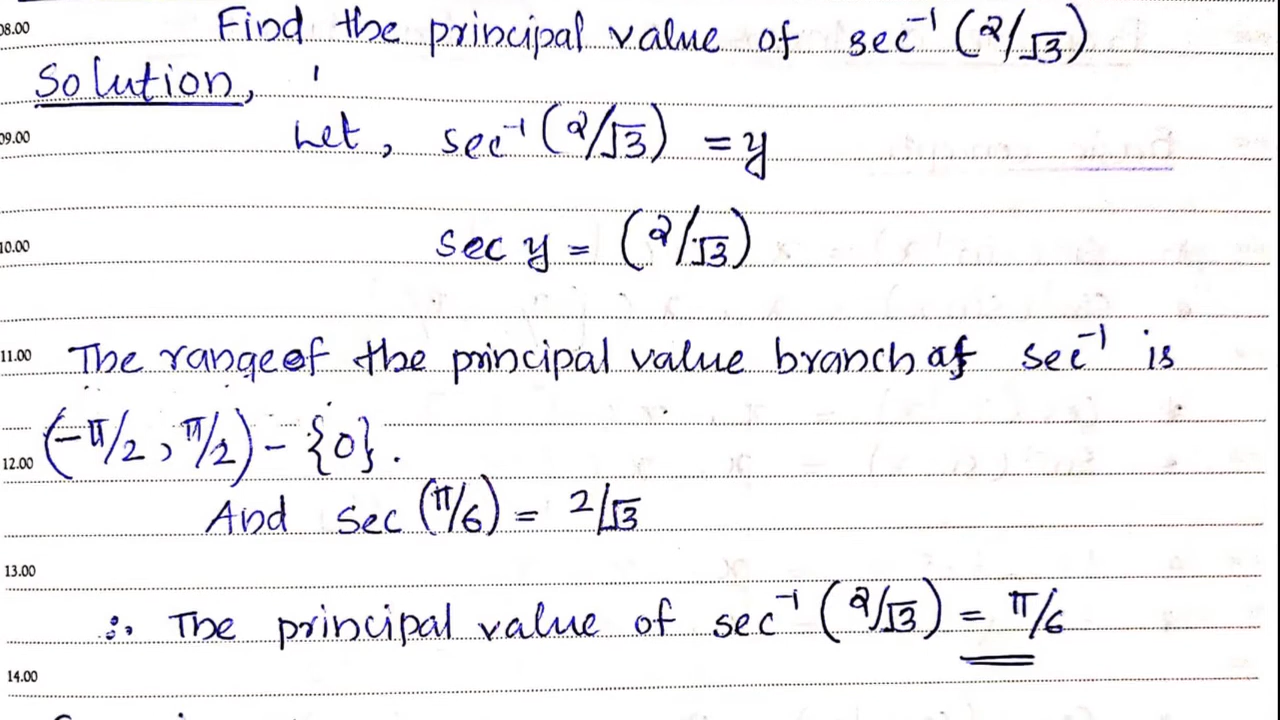 08.00 Find the principal value of sec⁻¹ (2/√3)
Solution,
09.00 Let, sec⁻¹ (2/√3) = y
10.00 sec y = (2/√3)
11.00 The range of the principal value branch of sec⁻¹ is
12.00 (-π/2, π/2) - {0}.
And sec (π/6) = 2/√3
13.00
∴ The principal value of sec⁻¹ (2/√3) = π/6
14.00